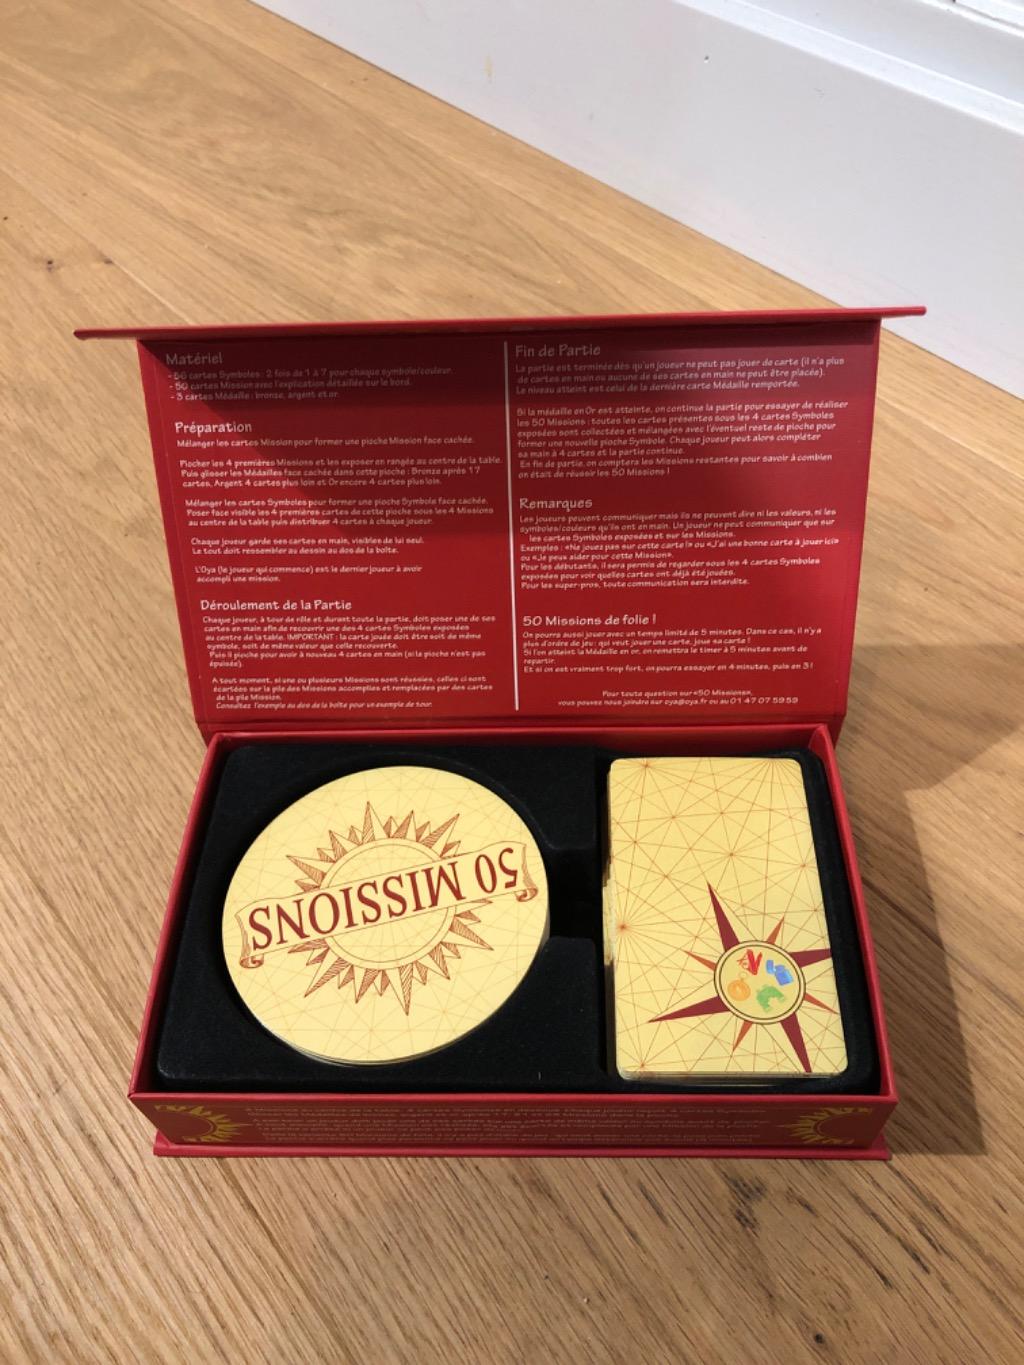 Matériel
- 56 cartes Symboles : 2 fois de 1 à 7 pour chaque symbole/couleur.
- 50 cartes Mission avec l'explication détaillée sur le bord.
- 3 cartes Médaille : bronze, argent et or.
Préparation
Mélanger les cartes Mission pour former une pioche Mission face cachée.
Piocher les 4 premières Missions et les exposer en rangée au centre de la table.
Puis glisser les Médailles face cachée dans cette pioche : Bronze après 17
cartes, Argent 4 cartes plus loin et Or encore 4 cartes plus loin.
Mélanger les cartes Symboles pour former une pioche Symbole face cachée.
Poser face visible les 4 premières cartes de cette pioche sous les 4 Missions
au centre de la table puis distribuer 4 cartes à chaque joueur.
Chaque joueur garde ses cartes en main, visibles de lui seul.
Le tout doit ressembler au dessin au dos de la boîte.
L'Oya (le joueur qui commence) est le dernier joueur à avoir
accompli une mission.
Déroulement de la Partie
Chaque joueur, à tour de rôle et durant toute la partie, doit poser une de ses
cartes en main afin de recouvrir une des 4 cartes Symboles exposées
au centre de la table. IMPORTANT : la carte jouée doit être soit de même
symbole, soit de même valeur que celle recouverte.
Puis il pioche pour avoir à nouveau 4 cartes en main (si la pioche n'est pas
épuisée).
A tout moment, si une ou plusieurs Missions sont réussies, celles ci sont
écartées sur la pile des Missions accomplies et remplacées par des cartes
de la pile Mission.
Consultez l'exemple au dos de la boîte pour un exemple de tour.
Fin de Partie
La partie est terminée dès qu'un joueur ne peut pas jouer de carte (il n'a plus
de cartes en main ou aucune de ses cartes en main ne peut être placée).
Le niveau atteint est celui de la dernière carte Médaille remportée.
Si la médaille en Or est atteinte, on continue la partie pour essayer de réaliser
les 50 Missions : toutes les cartes présentes sous les 4 cartes Symboles
exposées sont collectées et mélangées avec l'éventuel reste de pioche pour
former une nouvelle pioche Symbole. Chaque joueur peut alors compléter
sa main à 4 cartes et la partie continue.
En fin de partie, on comptera les Missions restantes pour savoir à combien
on était de réussir les 50 Missions !
Remarques
Les joueurs peuvent communiquer mais ils ne peuvent dire ni les valeurs, ni les
symboles/couleurs qu'ils ont en main. Un joueur ne peut communiquer que sur
les cartes Symboles exposées et sur les Missions.
Exemples : «Ne jouez pas sur cette carte !» ou «J'ai une bonne carte à jouer ici»
ou «Je peux aider pour cette Mission».
Pour les débutants, il sera permis de regarder sous les 4 cartes Symboles
exposées pour voir quelles cartes ont déjà été jouées.
Pour les super-pros, toute communication sera interdite.
50 Missions de folie !
On pourra aussi jouer avec un temps limité de 5 minutes. Dans ce cas, il n'y a
plus d'ordre de jeu : qui veut jouer une carte, joue sa carte !
Si l'on atteint la Médaille en or, on remettra le timer à 5 minutes avant de
repartir.
Et si on est vraiment trop fort, on pourra essayer en 4 minutes, puis en 3 !
Pour toute question sur «50 Missions»,
vous pouvez nous joindre sur oya@oya.fr ou au 01 47 07 59 59
50 MISSIONS